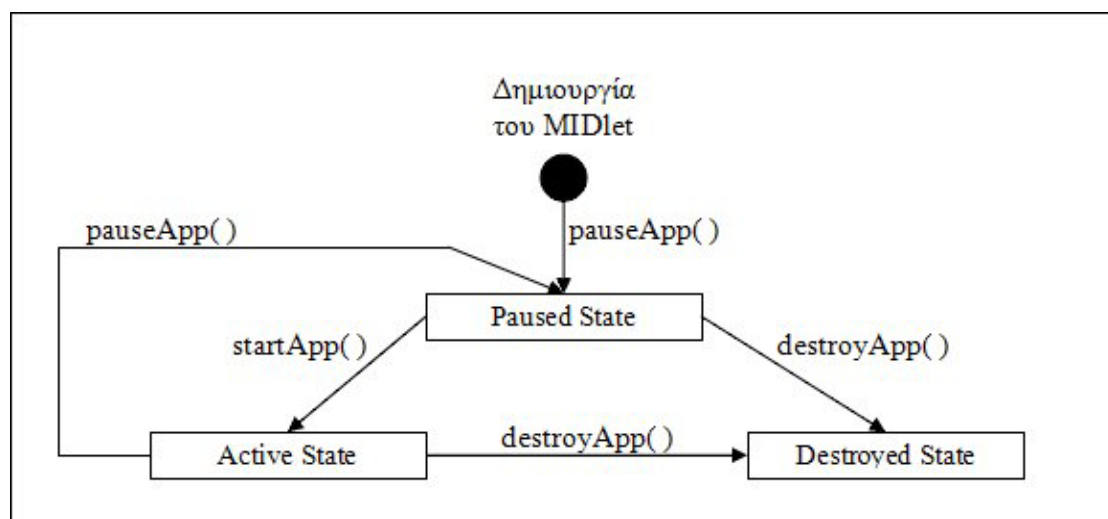 Δημιουργία
του MIDlet
pauseApp( )
pauseApp( )
Paused State
startApp( )
destroyApp( )
Active State
destroyApp( )
Destroyed State